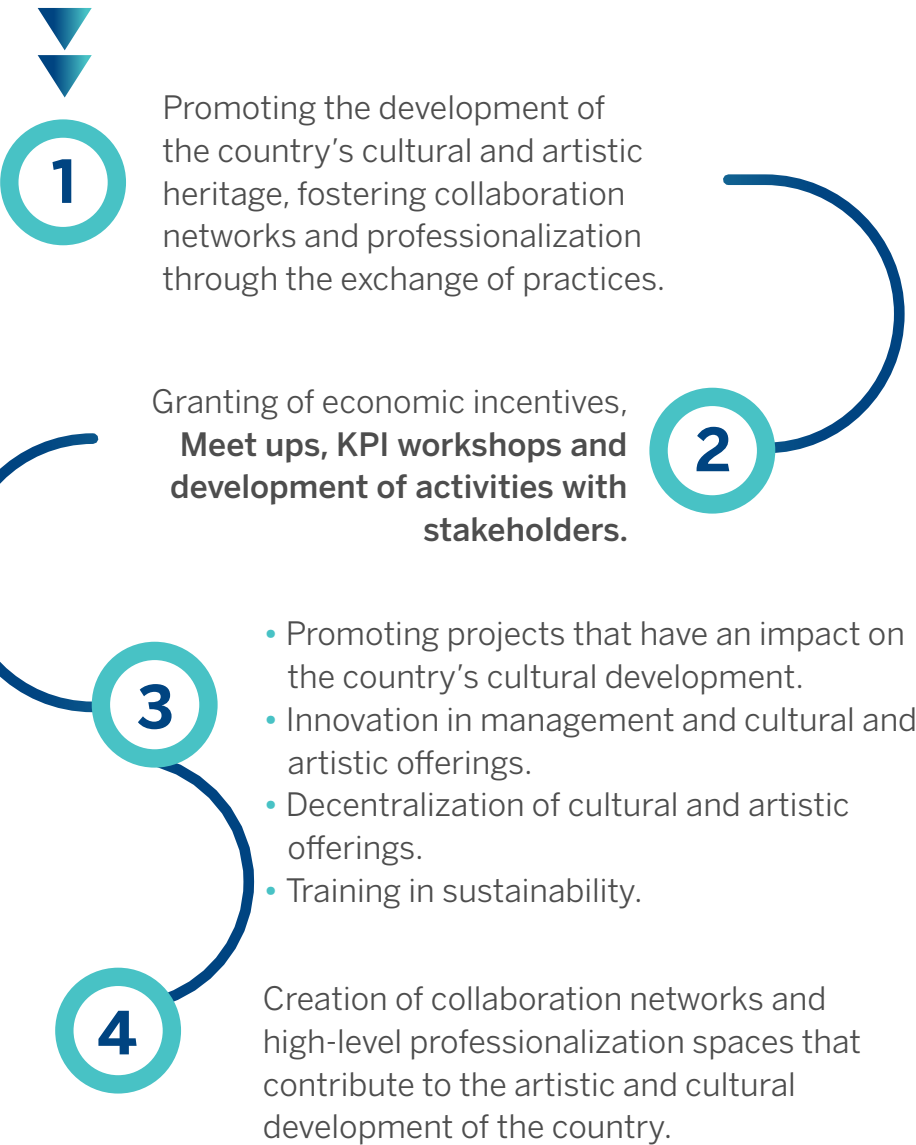 1
Promoting the development of
the country’s cultural and artistic
heritage, fostering collaboration
networks and professionalization
through the exchange of practices.
2
Granting of economic incentives,
Meet ups, KPI workshops and
development of activities with
stakeholders.
3
• Promoting projects that have an impact on
the country’s cultural development.
• Innovation in management and cultural and
artistic offerings.
• Decentralization of cultural and artistic
offerings.
• Training in sustainability.
4
Creation of collaboration networks and
high-level professionalization spaces that
contribute to the artistic and cultural
development of the country.